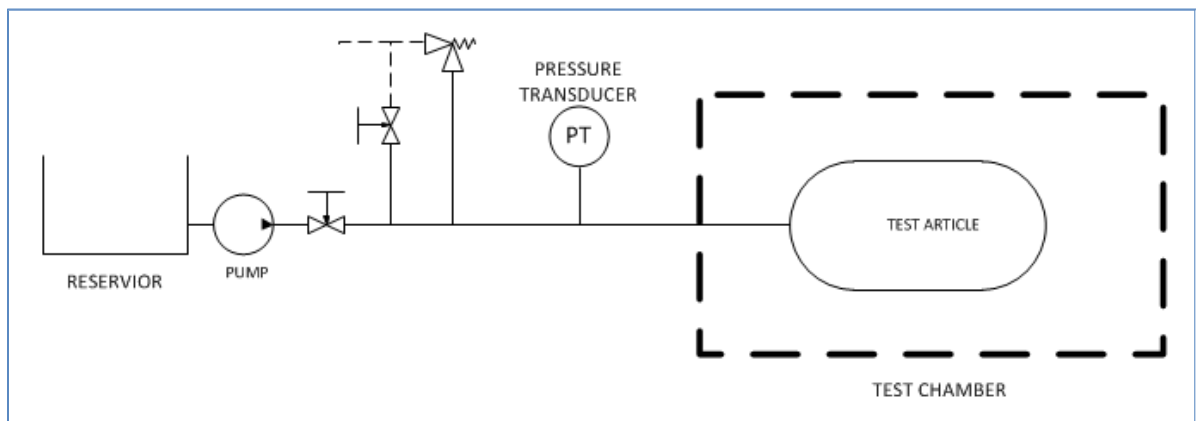 PRESSURE
TRANSDUCER
PT
TEST ARTICLE
PUMP
RESERVIOR
TEST CHAMBER